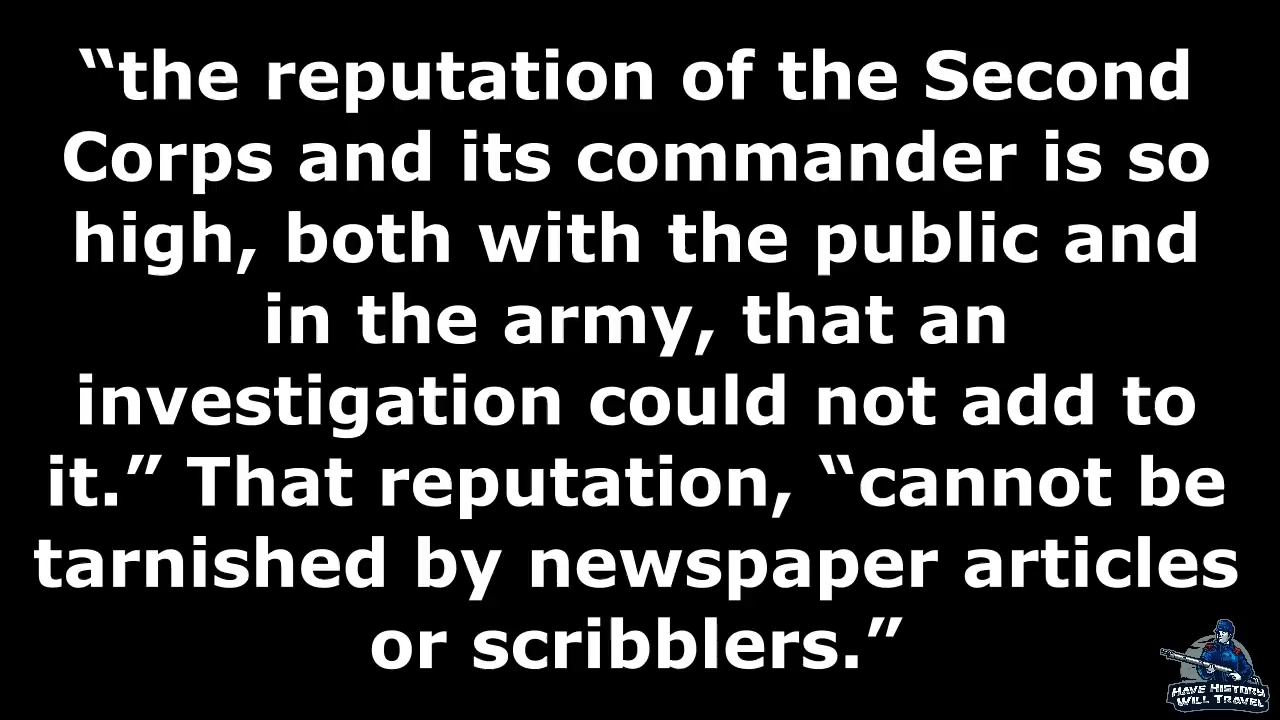 “the reputation of the Second
Corps and its commander is so
high, both with the public and
in the army, that an
investigation could not add to
it.” That reputation, “cannot be
tarnished by newspaper articles
or scribblers.”
HAVE HISTORY
WILL TRAVEL